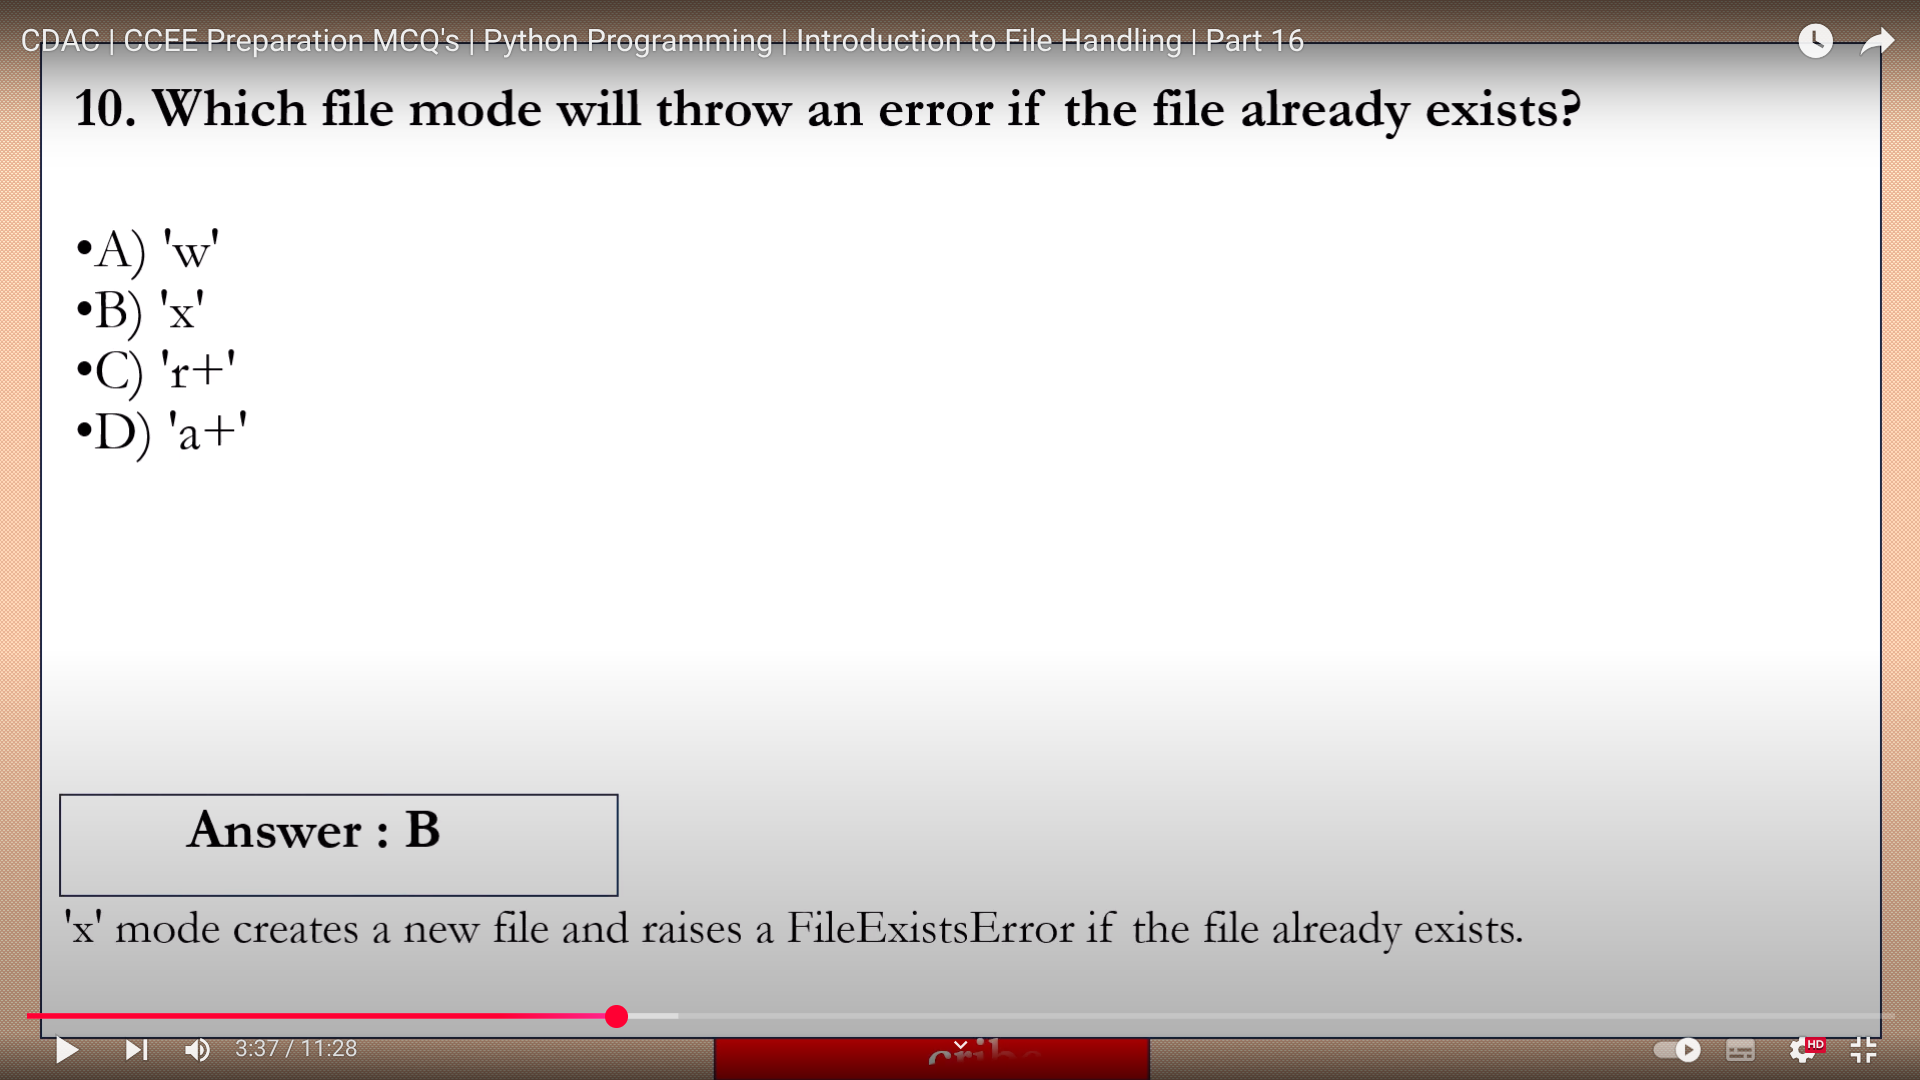 CDAC | CCEE Preparation MCQ's | Python Programming | Introduction to File Handling | Part 16
10. Which file mode will throw an error if the file already exists?
•A) 'w'
•B) 'x'
•C) 'r+'
•D) 'a+'
Answer : B
'x' mode creates a new file and raises a FileExistsError if the file already exists.
3:37 / 11:28
HD